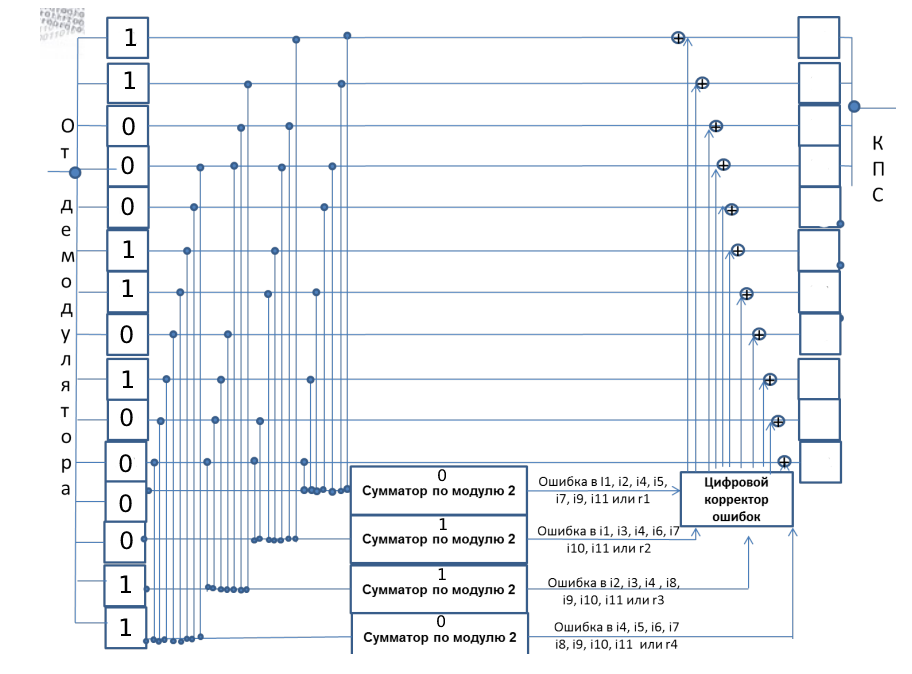 От демодулятора
1
1
0
0
0
1
1
0
1
0
0
0
0
1
1
КПС
0
Сумматор по модулю 2
Ошибка в I1, i2, i4, i5,
i7, i9, i11 или r1
1
Сумматор по модулю 2
Ошибка в i1, i3, i4, i6, i7
i10, i11 или r2
1
Сумматор по модулю 2
Ошибка в i2, i3, i4 , i8,
i9, i10, i11 или r3
0
Сумматор по модулю 2
Ошибка в i4, i5, i6, i7
i8, i9, i10, i11 или r4
Цифровой
корректор
ошибок